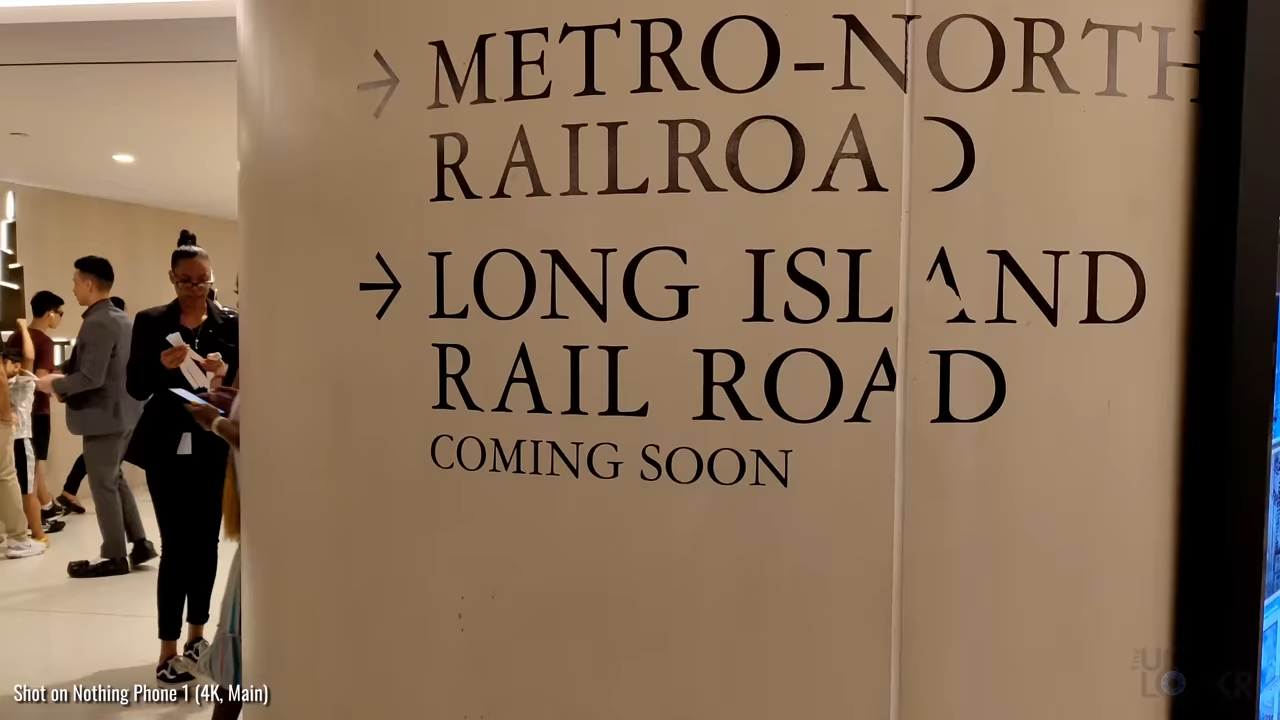 → METRO-NORTH
RAILROAD
→ LONG ISLAND
RAIL ROAD
COMING SOON
Shot on Nothing Phone 1 (4K, Main)